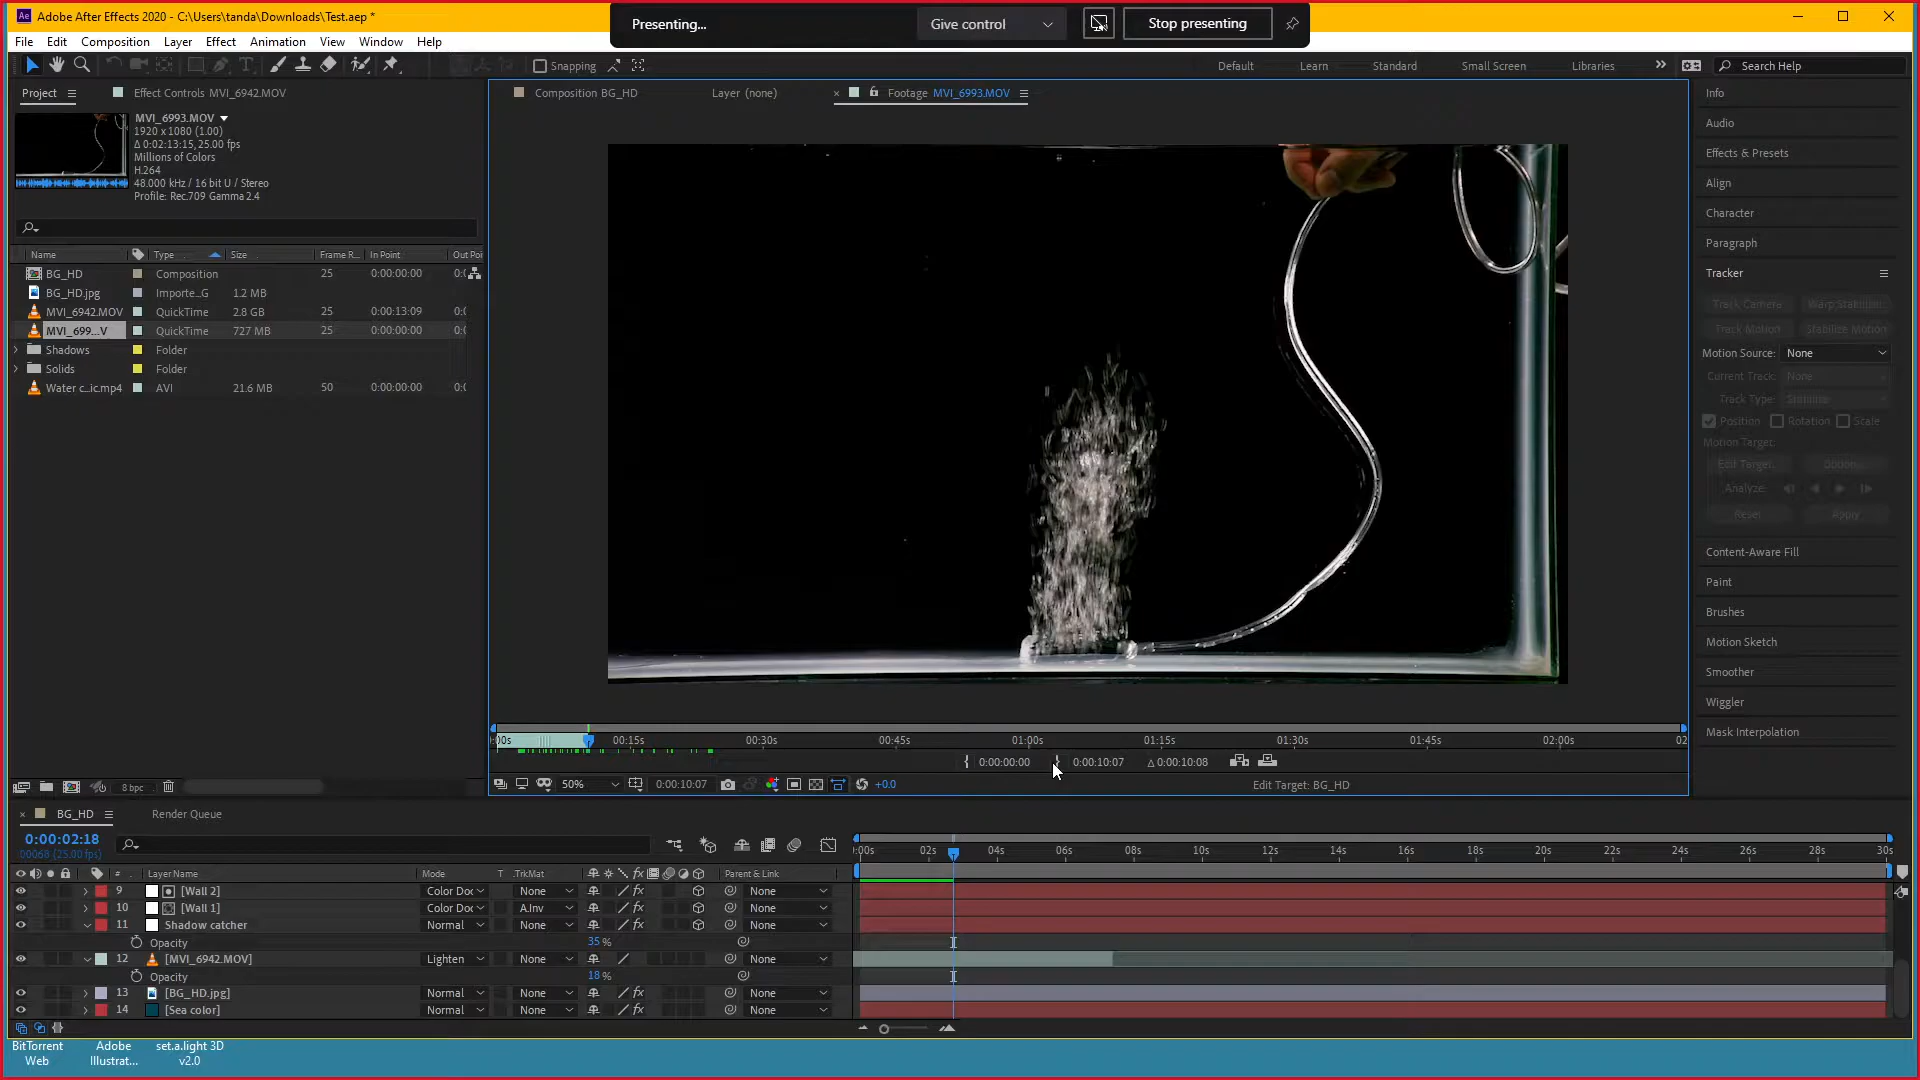 Adobe After Effects 2020 - C:\Users\tanda\Downloads\Test.aep *
Presenting...
Give control
Stop presenting
File Edit Composition Layer Effect Animation View Window Help
Snapping
Default Learn Standard Small Screen Libraries
Search Help
Project
Effect Controls MVI_6942.MOV
Composition BG_HD
Layer (none)
Footage MVI_6993.MOV
MVI_6993.MOV
1920 x 1080 (1.00)
Δ 0:02:13:15, 25.00 fps
Millions of Colors
H.264
48.000 kHz / 16 bit U / Stereo
Profile: Rec.709 Gamma 2.4
Name Type Size Frame R... In Point Out Poi
BG_HD Composition 25 0:00:00:00 0:(
BG_HD.jpg Importe...G 1.2 MB
MVI_6942.MOV QuickTime 2.8 GB 25 0:00:13:09 0:(
MVI_699...V QuickTime 727 MB 25 0:00:00:00 0:(
Shadows Folder
Solids Folder
Water c...ic.mp4 AVI 21.6 MB 50 0:00:00:00 0:(
8 bpc
:00s 00:15s 00:30s 00:45s 01:00s 01:15s 01:30s 01:45s 02:00s 02
0:00:00:00 0:00:10:07 Δ 0:00:10:08
50% 0:00:10:07 +0.0 Edit Target: BG_HD
Info
Audio
Effects & Presets
Align
Character
Paragraph
Tracker
Track Camera Warp Stabilizer
Track Motion Stabilize Motion
Motion Source: None
Current Track: None
Track Type: Stabilize
Position Rotation Scale
Motion Target:
Edit Target... Options...
Analyze:
Reset Apply
Content-Aware Fill
Paint
Brushes
Motion Sketch
Smoother
Wiggler
Mask Interpolation
BG_HD
Render Queue
0:00:02:18
00068 (25.00 fps)
:00s 02s 04s 06s 08s 10s 12s 14s 16s 18s 20s 22s 24s 26s 28s 30s
# Layer Name Mode T .TrkMat Parent & Link
9 [Wall 2] Color Doc None None
10 [Wall 1] Color Doc A.Inv None
11 Shadow catcher Normal None None
Opacity 35 %
12 [MVI_6942.MOV] Lighten None None
Opacity 18 %
13 [BG_HD.jpg] Normal None None
14 [Sea color] Normal None None
BitTorrent Web
Adobe Illustrat...
set.a.light 3D v2.0